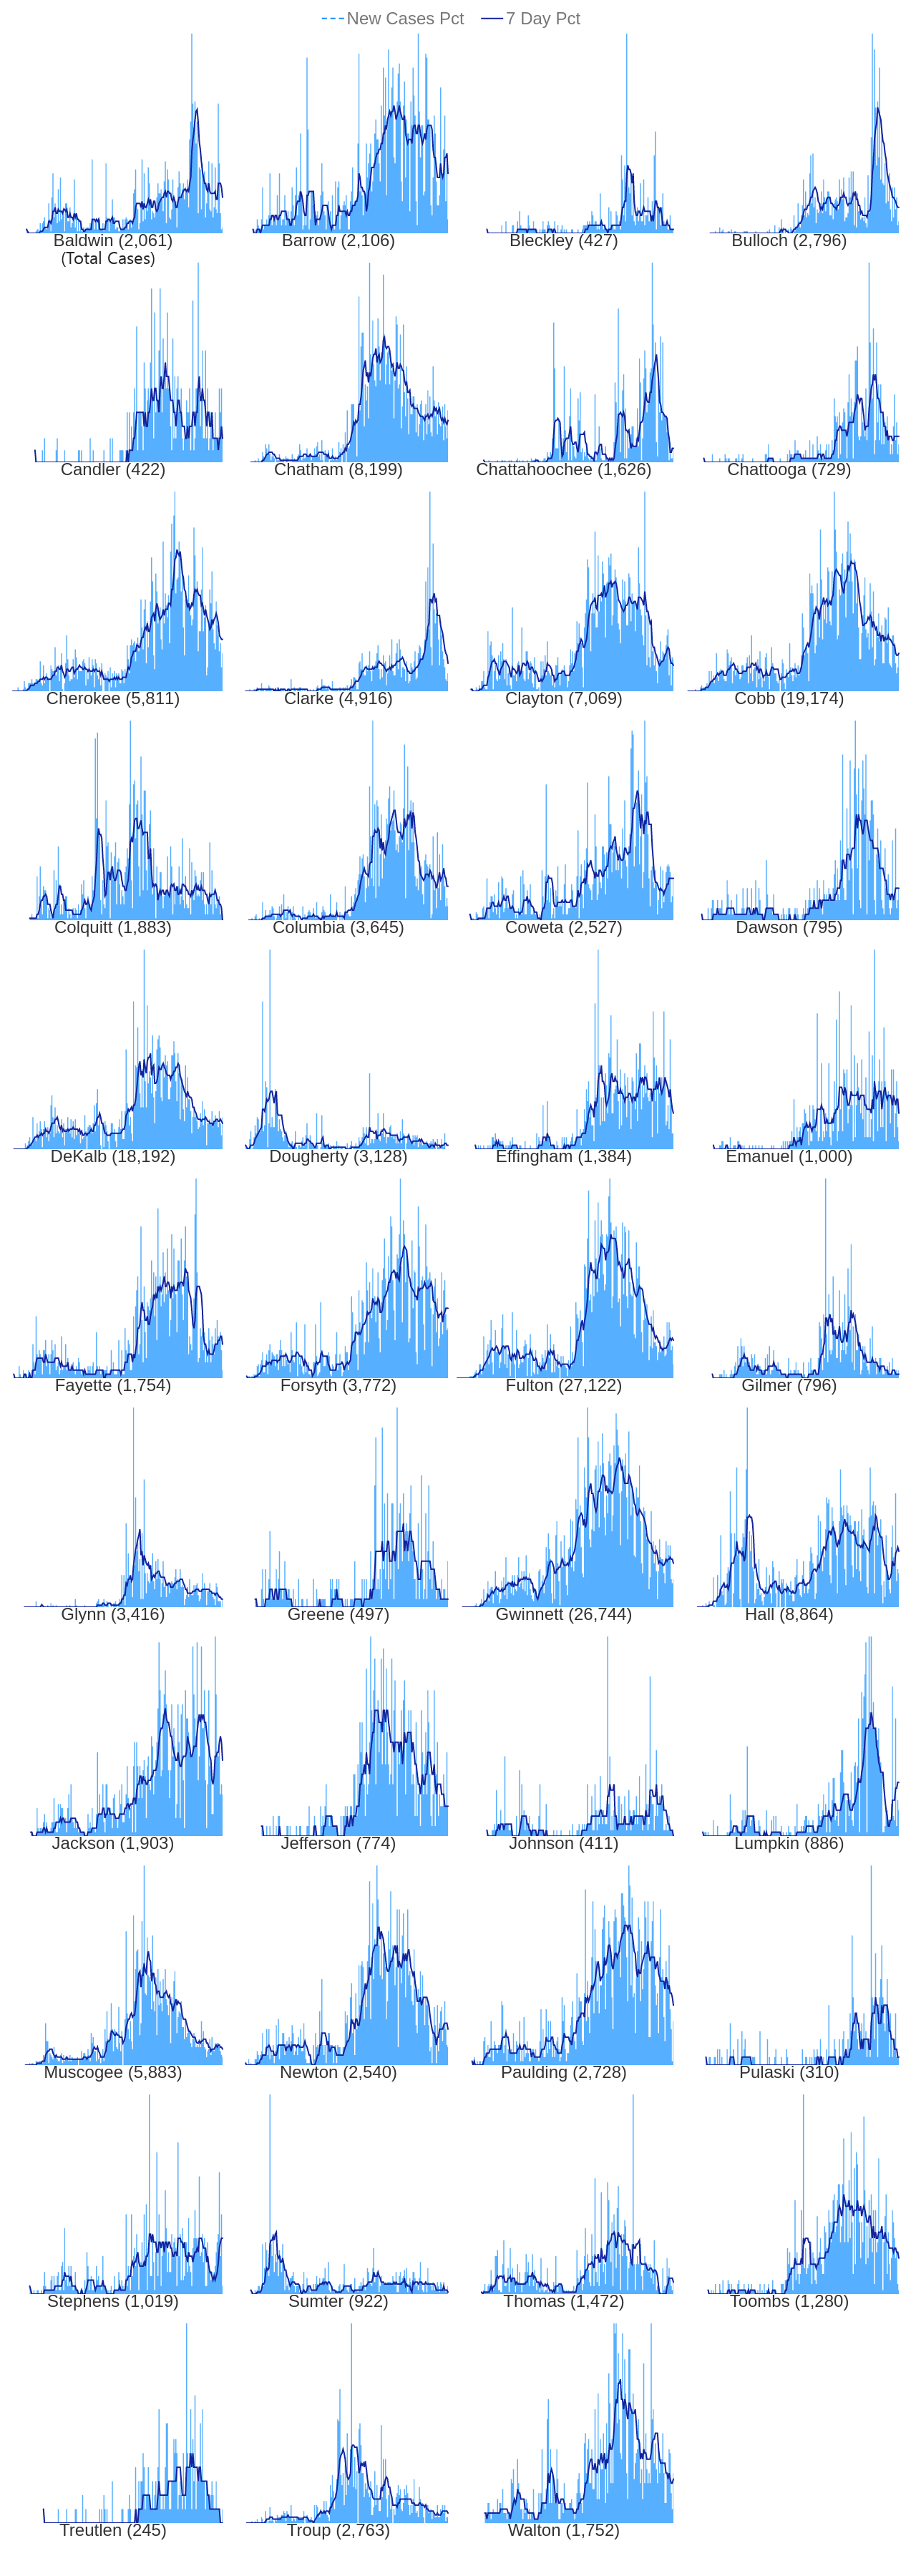 New Cases Pct 7 Day Pct
Baldwin (2,061) Barrow (2,106) Bleckley (427) Bulloch (2,796)
(Total Cases)
Candler (422) Chatham (8,199) Chattahoochee (1,626) Chattooga (729)
Cherokee (5,811) Clarke (4,916) Clayton (7,069) Cobb (19,174)
Colquitt (1,883) Columbia (3,645) Coweta (2,527) Dawson (795)
DeKalb (18,192) Dougherty (3,128) Effingham (1,384) Emanuel (1,000)
Fayette (1,754) Forsyth (3,772) Fulton (27,122) Gilmer (796)
Glynn (3,416) Greene (497) Gwinnett (26,744) Hall (8,864)
Jackson (1,903) Jefferson (774) Johnson (411) Lumpkin (886)
Muscogee (5,883) Newton (2,540) Paulding (2,728) Pulaski (310)
Stephens (1,019) Sumter (922) Thomas (1,472) Toombs (1,280)
Treutlen (245) Troup (2,763) Walton (1,752)